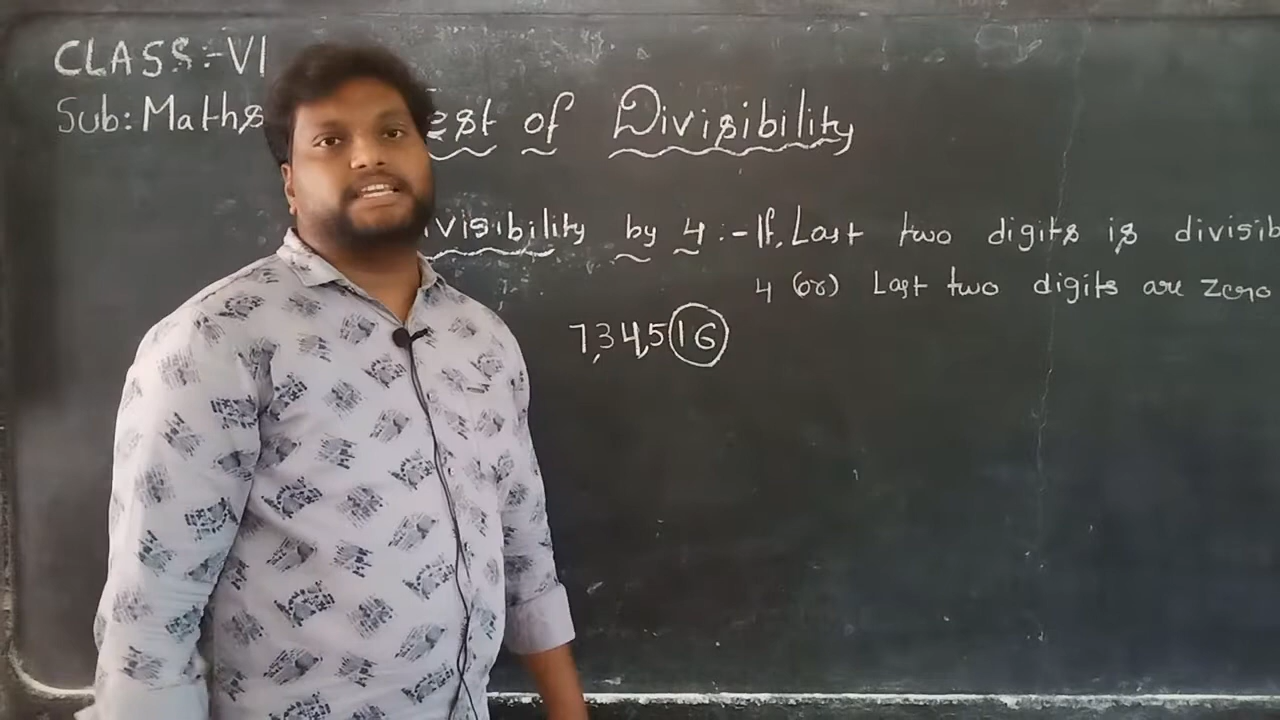 CLASS:-VI
Sub: Maths
est of Divisibility
ivisibility by 4 :- If, Last two digits is divisib
4 (or) Last two digits are zero
7,34,516